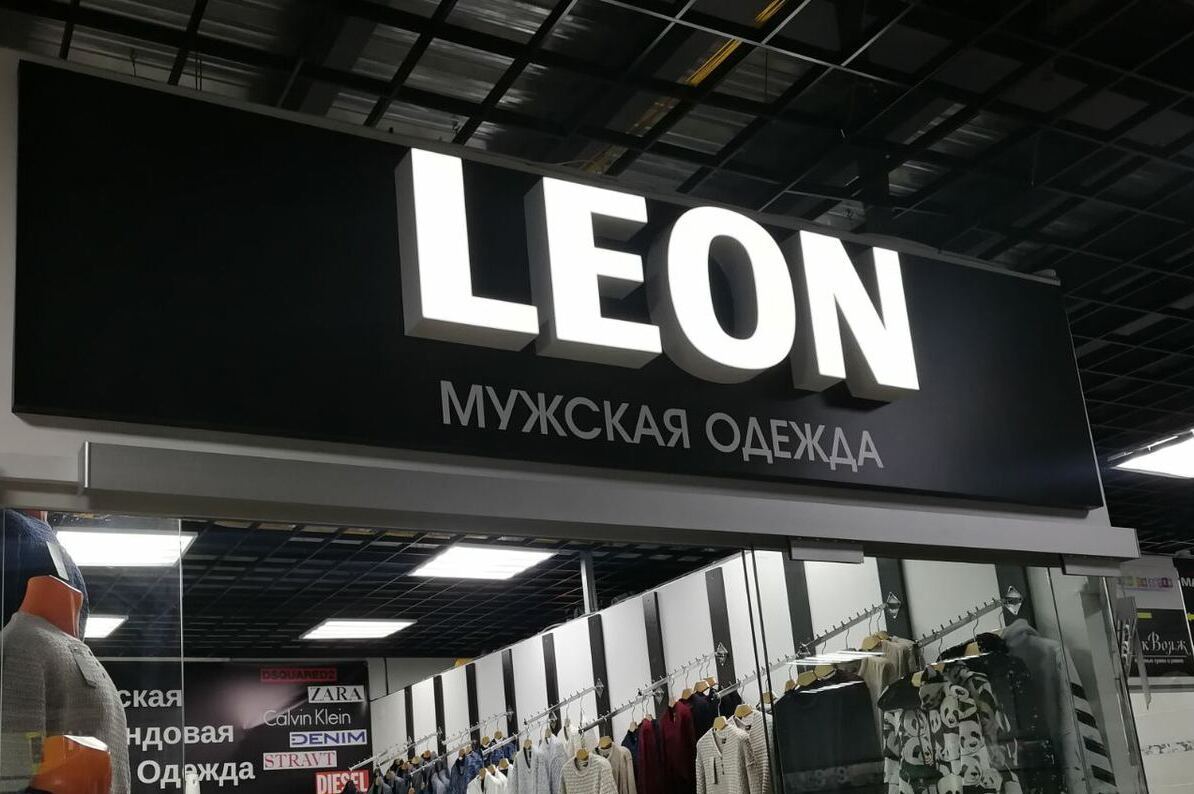 LEON
МУЖСКАЯ ОДЕЖДА
ская
ндовая
Одежда
DSQUARED2
ZARA
Calvin Klein
DENIM
STRAVT
DIESEL